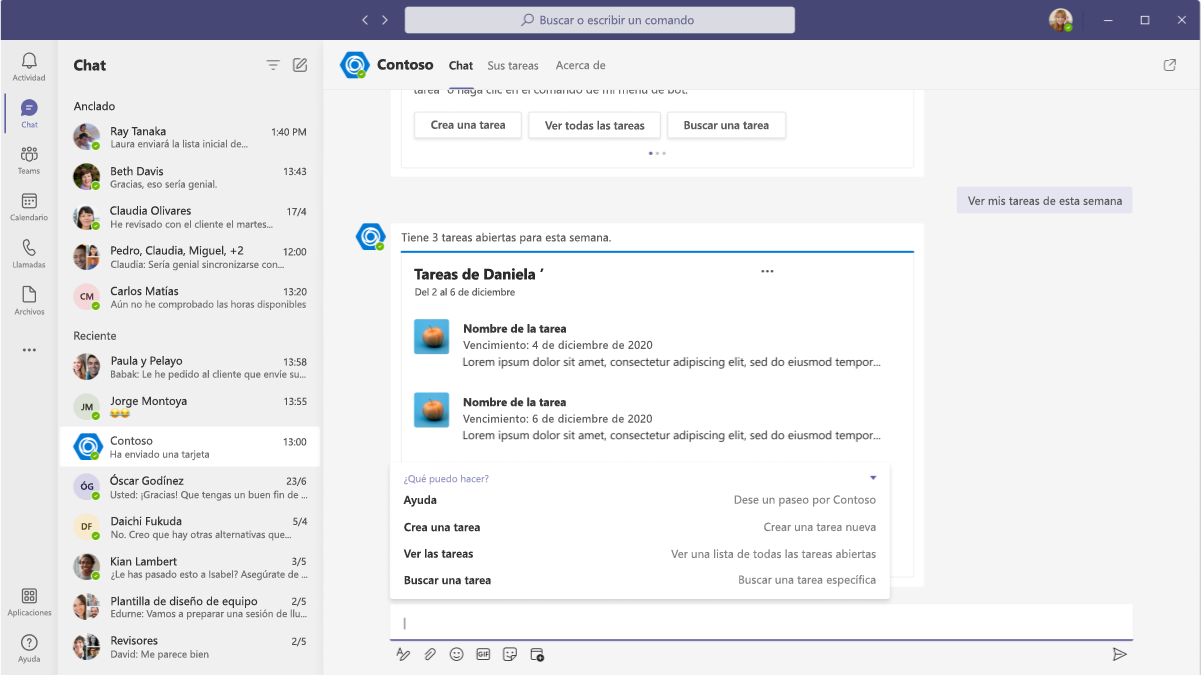 Buscar o escribir un comando
Actividad
Chat
Teams
Calendario
Llamadas
Archivos
Aplicaciones
Ayuda
Chat
Anclado
Ray Tanaka 1:40 PM
Laura enviará la lista inicial de...
Beth Davis 13:43
Gracias, eso sería genial.
Claudia Olivares 17/4
He revisado con el cliente el martes...
Pedro, Claudia, Miguel, +2 12:00
Claudia: Sería genial sincronizarse con...
CM
Carlos Matías 13:20
Aún no he comprobado las horas disponibles
Reciente
Paula y Pelayo 13:58
Babak: Le he pedido al cliente que envíe su...
JM
Jorge Montoya 13:55
Contoso 13:00
Ha enviado una tarjeta
ÓG
Óscar Godínez 23/6
Usted: ¡Gracias! Que tengas un buen fin de ...
DF
Daichi Fukuda 5/4
No. Creo que hay otras alternativas que...
Kian Lambert 3/5
¿Le has pasado esto a Isabel? Asegúrate de ...
Plantilla de diseño de equipo 2/5
Edurne: Vamos a preparar una sesión de llu...
Revisores 2/5
David: Me parece bien
Contoso Chat Sus tareas Acerca de
tarea" o haga clic en el comando de mi menú de bot.
Crea una tarea Ver todas las tareas Buscar una tarea
Ver mis tareas de esta semana
Tiene 3 tareas abiertas para esta semana.
Tareas de Daniela ’
Del 2 al 6 de diciembre
Nombre de la tarea
Vencimiento: 4 de diciembre de 2020
Lorem ipsum dolor sit amet, consectetur adipiscing elit, sed do eiusmod tempor...
Nombre de la tarea
Vencimiento: 6 de diciembre de 2020
Lorem ipsum dolor sit amet, consectetur adipiscing elit, sed do eiusmod tempor...
¿Qué puedo hacer?
Ayuda Dese un paseo por Contoso
Crea una tarea Crear una tarea nueva
Ver las tareas Ver una lista de todas las tareas abiertas
Buscar una tarea Buscar una tarea específica
GIF